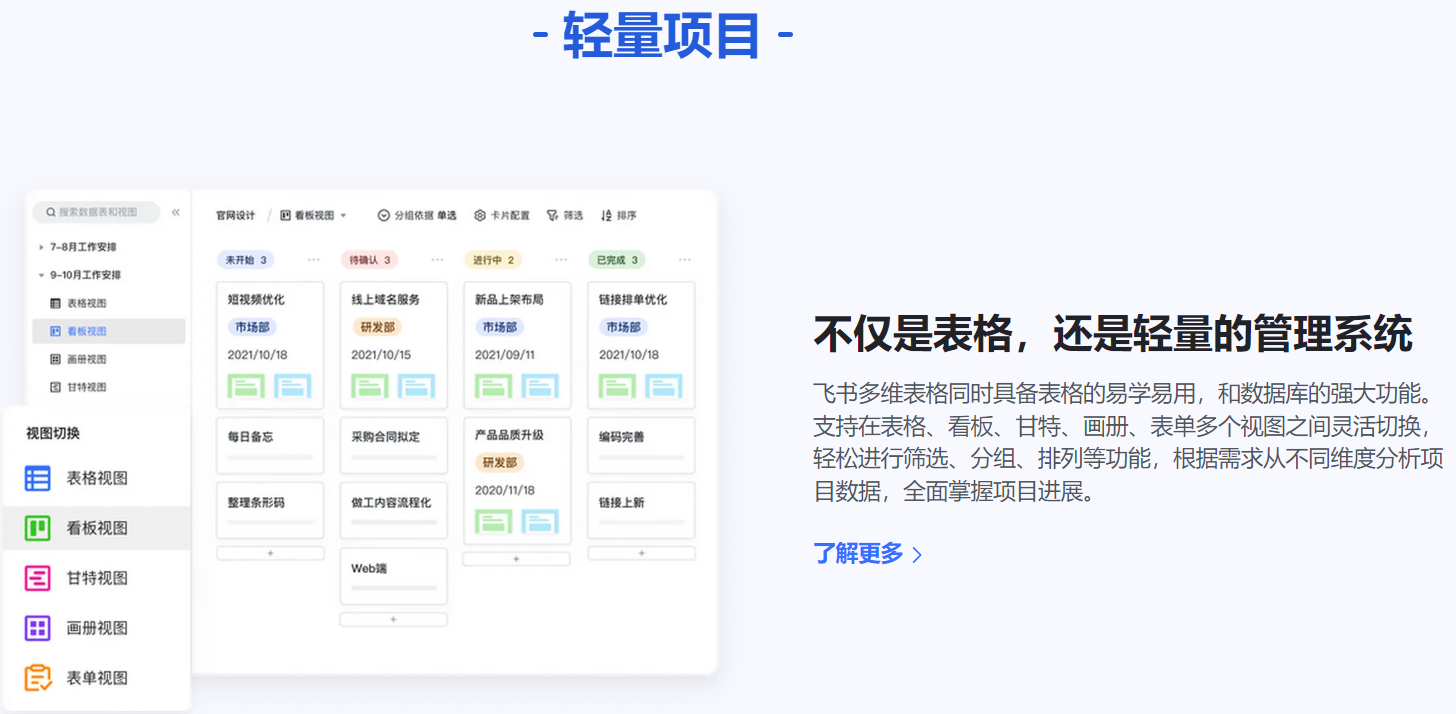 - 轻量项目 -
搜索数据表和视图 «
7-8月工作安排
9-10月工作安排
表格视图
看板视图
画册视图
甘特视图
视图切换
表格视图
看板视图
甘特视图
画册视图
表单视图
官网设计 / 看板视图 分组依据 单选 卡片配置 筛选 排序
未开始 3 ···
短视频优化
市场部
2021/10/18
每日备忘
整理条形码
+
待确认 3 ···
线上域名服务
研发部
2021/10/15
采购合同拟定
做工内容流程化
Web端
+
进行中 2 ···
新品上架布局
市场部
2021/09/11
产品品质升级
研发部
2020/11/18
+
已完成 3 ···
链接排单优化
市场部
2021/10/18
编码完善
链接上新
+
不仅是表格，还是轻量的管理系统
飞书多维表格同时具备表格的易学易用，和数据库的强大功能。
支持在表格、看板、甘特、画册、表单多个视图之间灵活切换，
轻松进行筛选、分组、排列等功能，根据需求从不同维度分析项
目数据，全面掌握项目进展。
了解更多 >